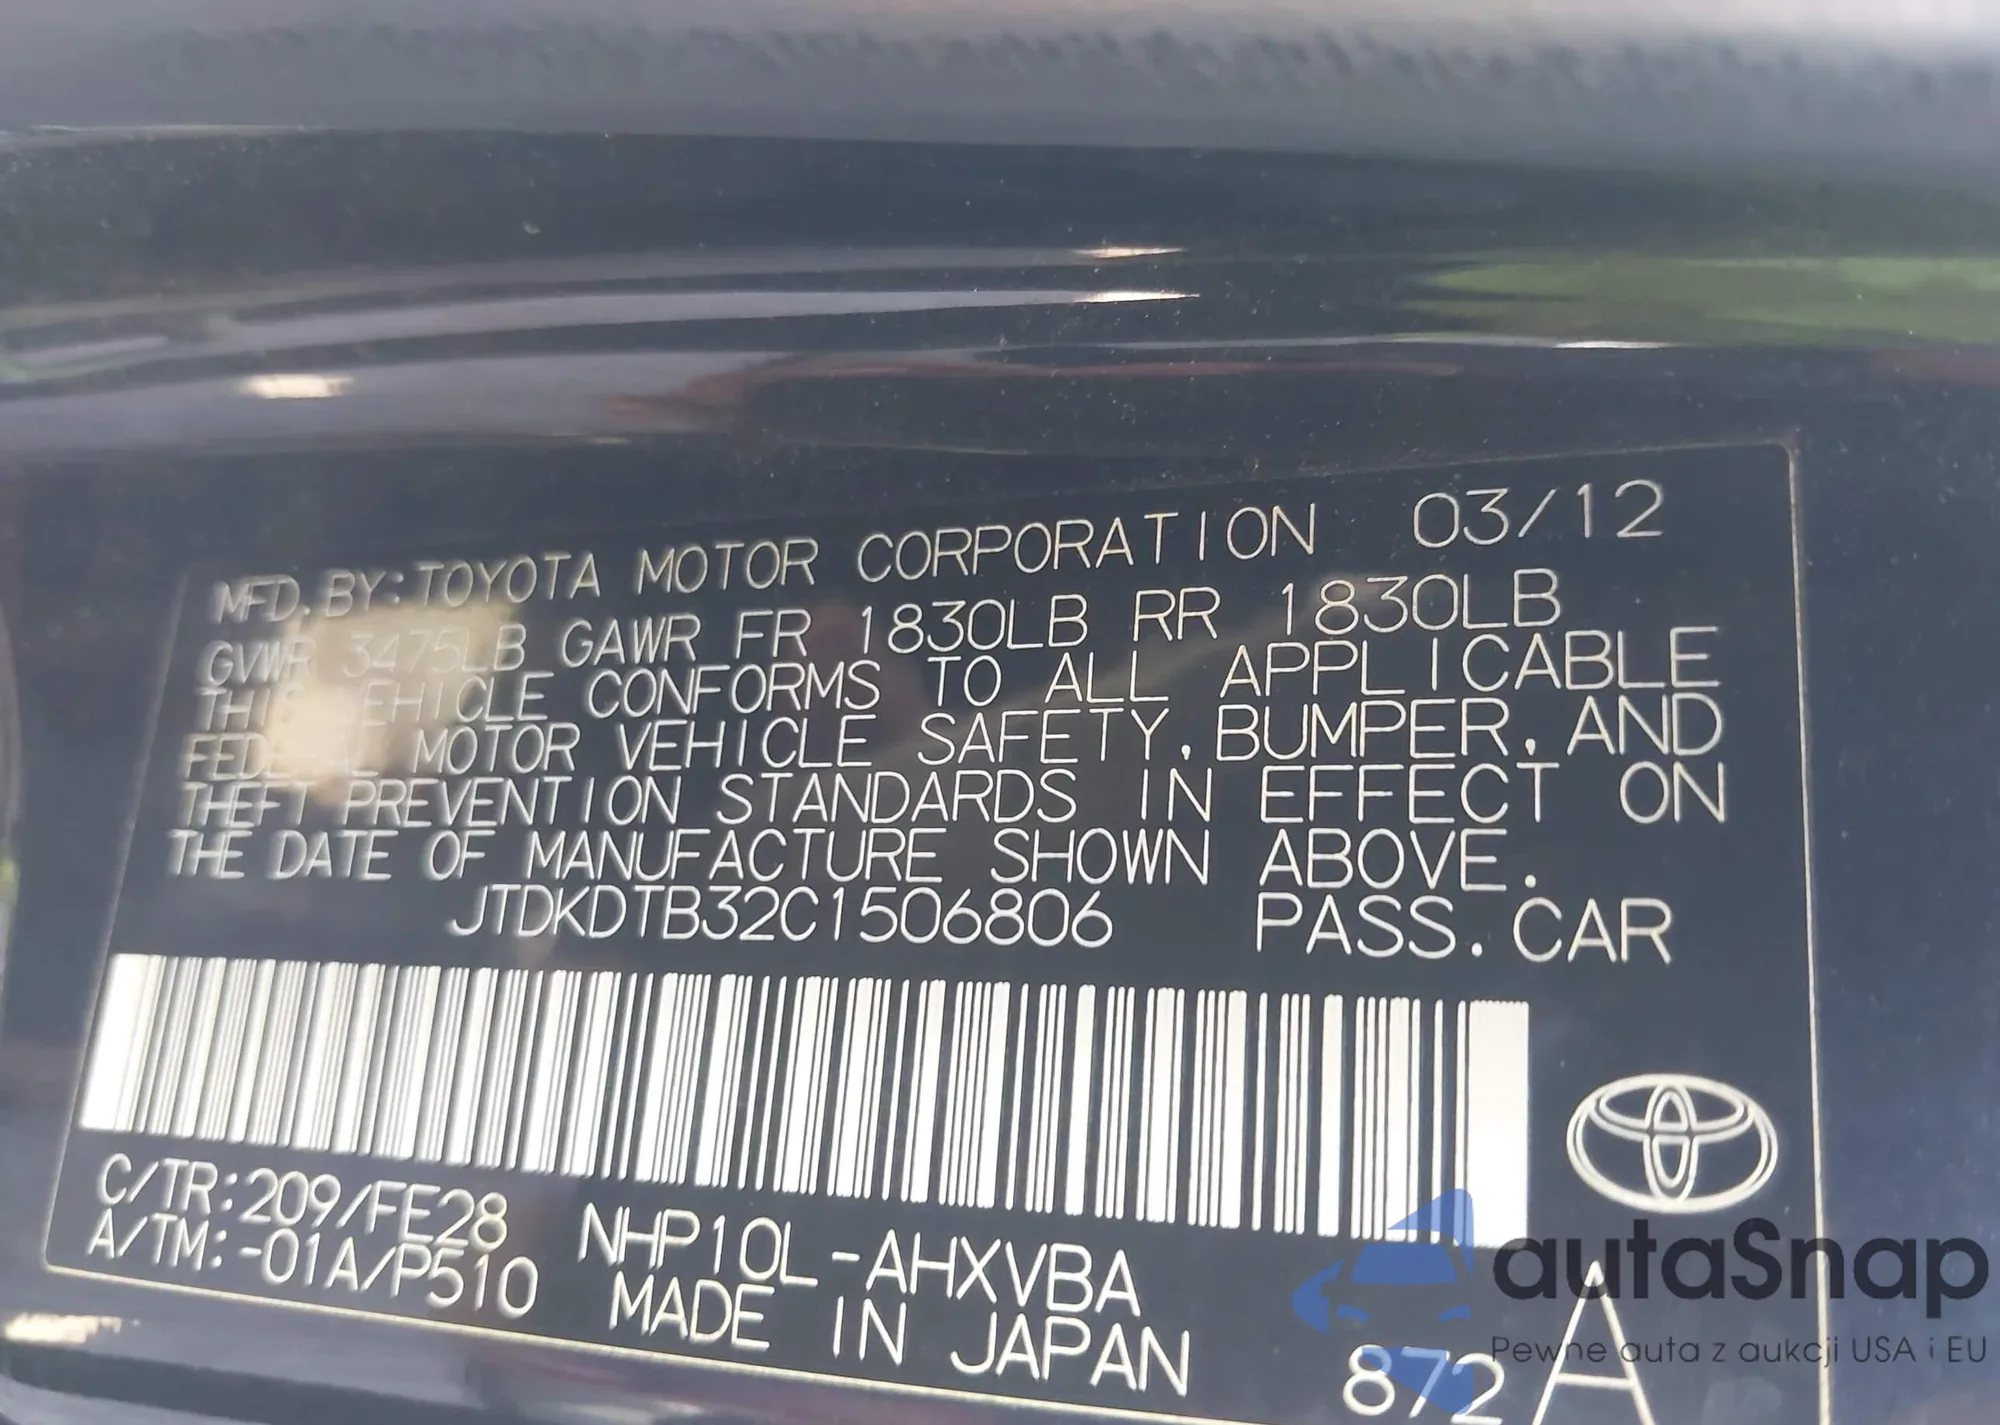 MFD. BY: TOYOTA MOTOR CORPORATION 03/12
GVWR 3475LB GAWR FR 1830LB RR 1830LB
THIS VEHICLE CONFORMS TO ALL APPLICABLE
FEDERAL MOTOR VEHICLE SAFETY, BUMPER, AND
THEFT PREVENTION STANDARDS IN EFFECT ON
THE DATE OF MANUFACTURE SHOWN ABOVE.
JTDKDTB32C1506806 PASS. CAR
C/TR:209/FE28 NHP10L-AHXVBA
A/TM:-01A/P510 MADE IN JAPAN
872A
autaSnap
Pewne auta z aukcji USA i EU